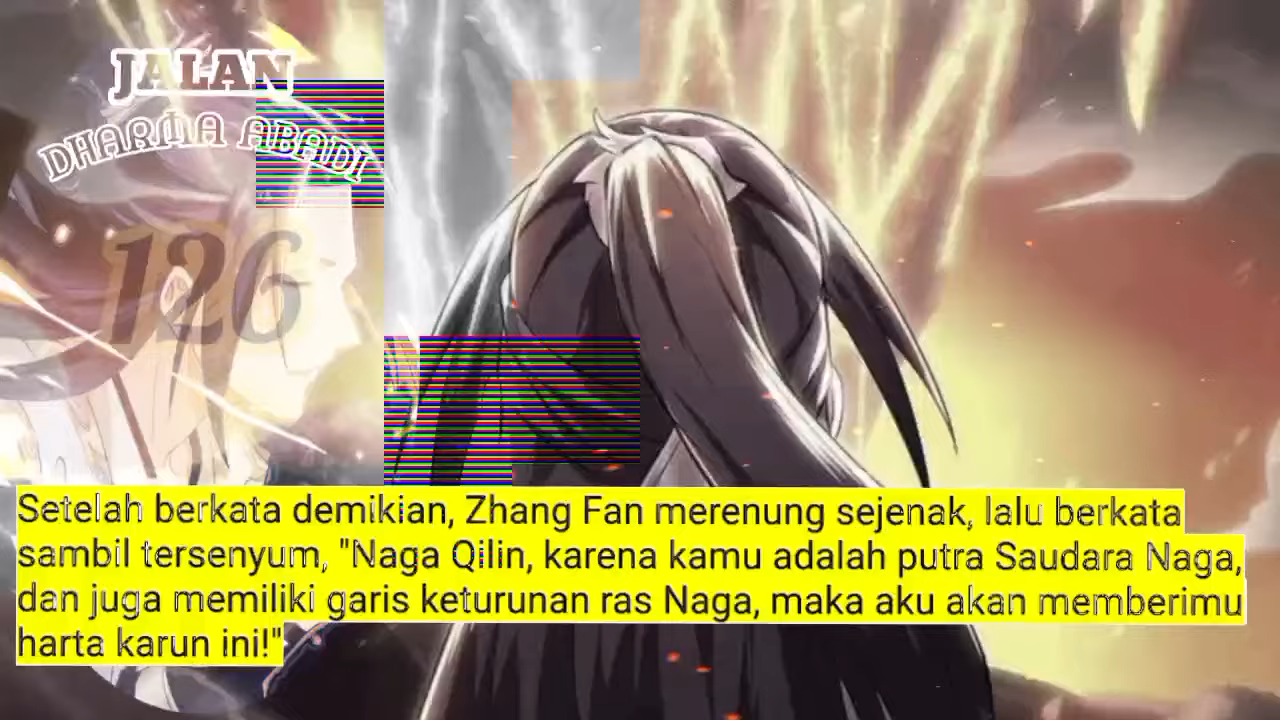 JALAN
DHARMA ABADI
126
Setelah berkata demikian, Zhang Fan merenung sejenak, lalu berkata
sambil tersenyum, "Naga Qilin, karena kamu adalah putra Saudara Naga,
dan juga memiliki garis keturunan ras Naga, maka aku akan memberimu
harta karun ini!"